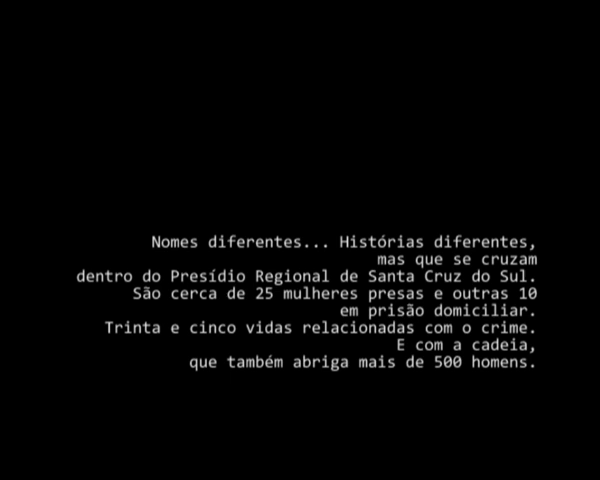 Nomes diferentes... Histórias diferentes,
mas que se cruzam
dentro do Presídio Regional de Santa Cruz do Sul.
São cerca de 25 mulheres presas e outras 10
em prisão domiciliar.
Trinta e cinco vidas relacionadas com o crime.
E com a cadeia,
que também abriga mais de 500 homens.